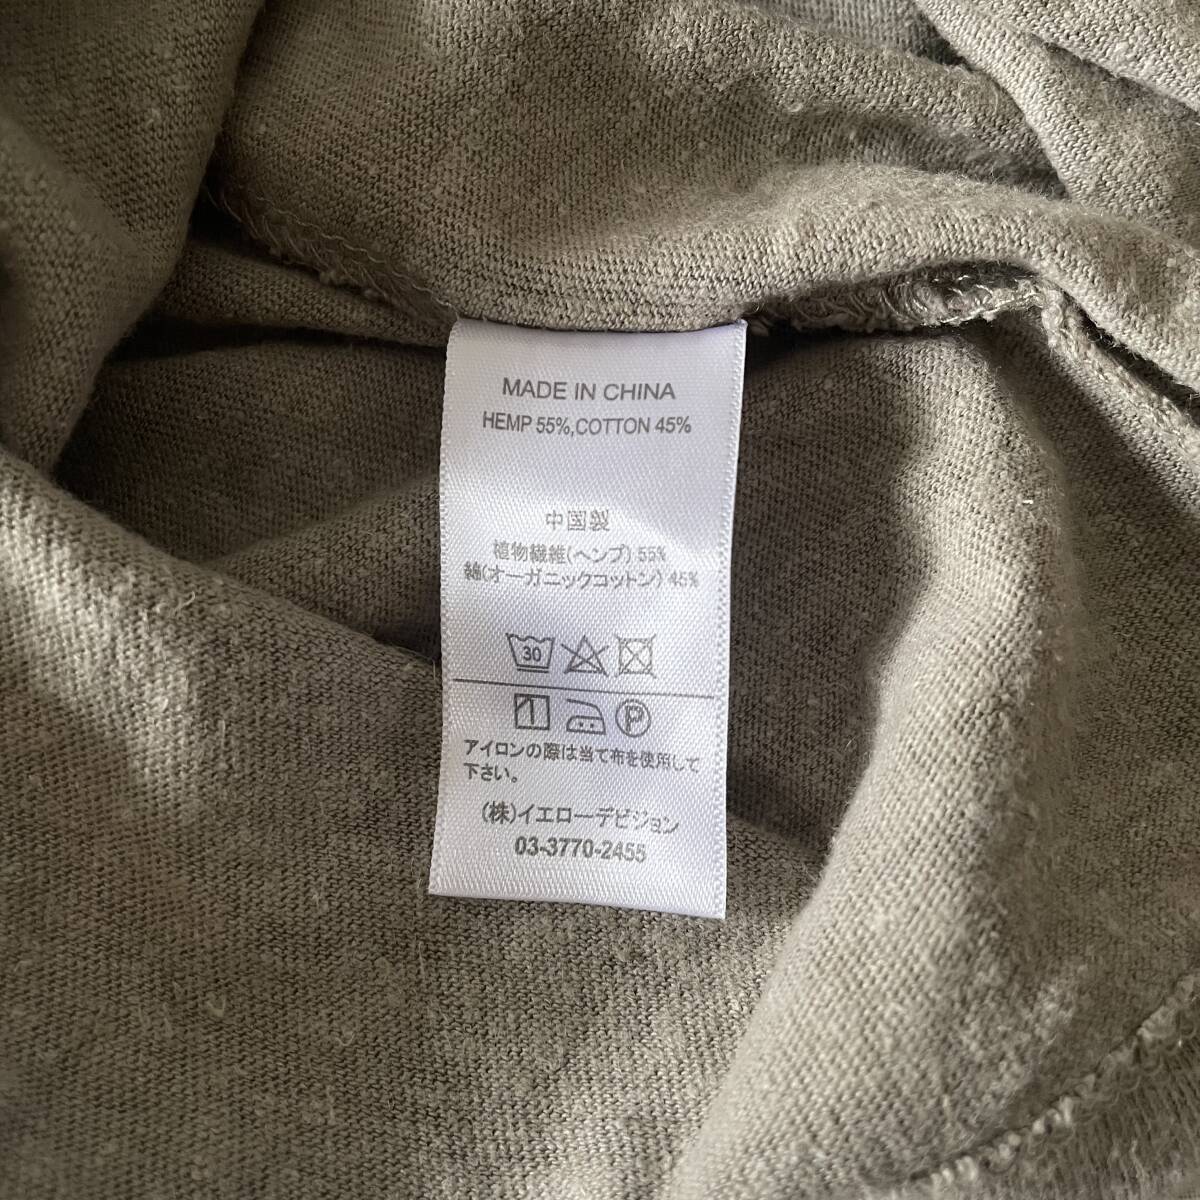 MADE IN CHINA
HEMP 55%,COTTON 45%
中国製
植物繊維(ヘンプ) 55%
綿(オーガニックコットン) 45%
30
P
アイロンの際は当て布を使用して
下さい。
(株)イエローデビジョン
03-3770-2455